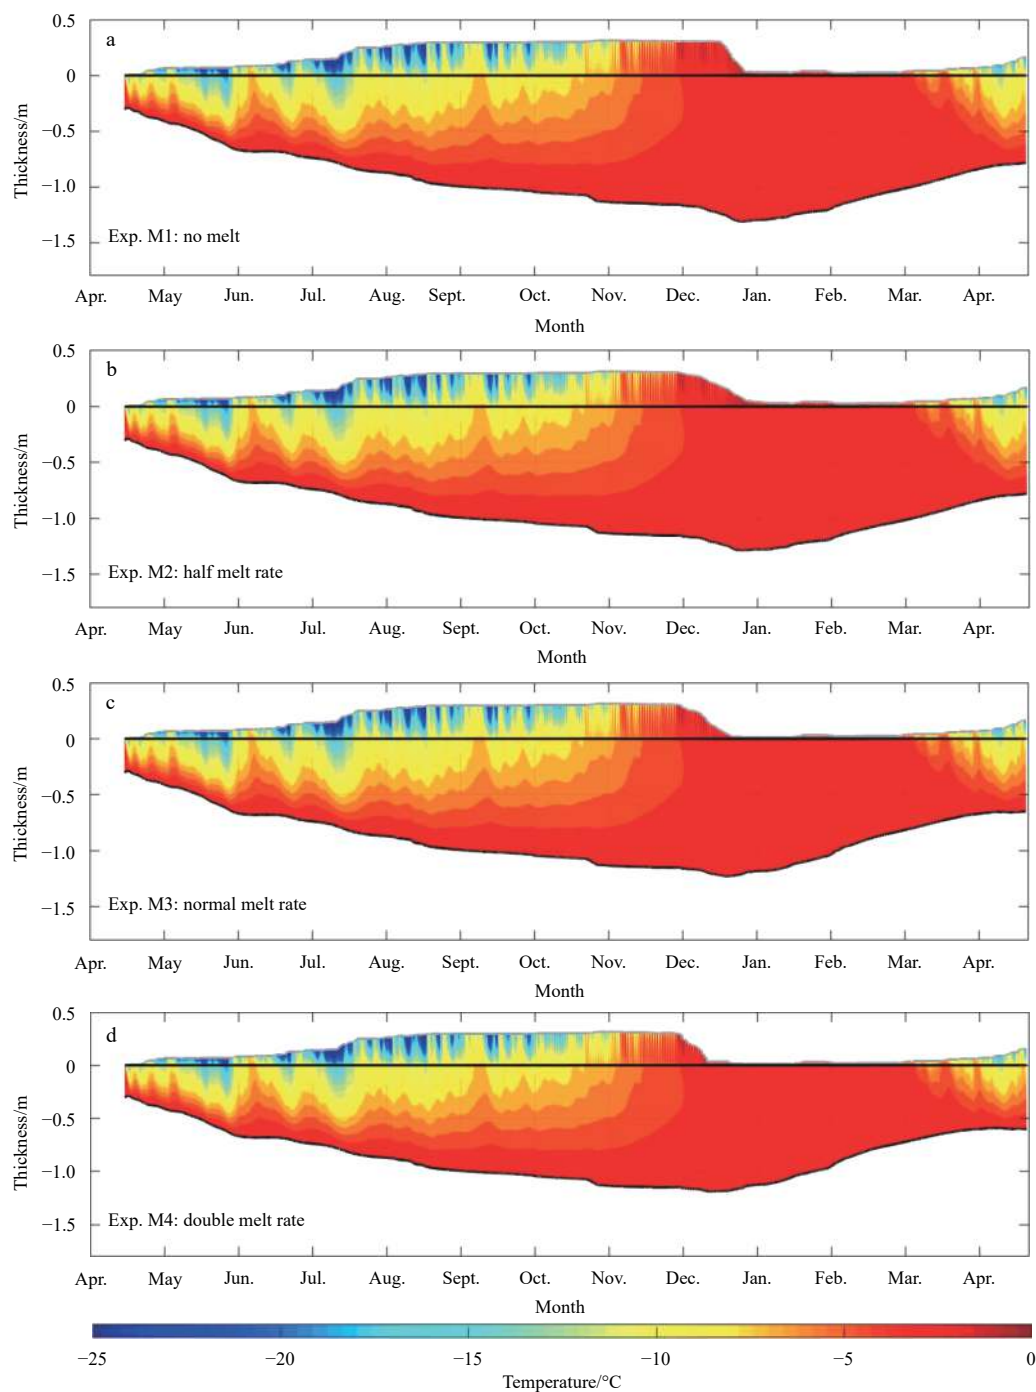 0.5
a
0
−0.5
−1.0
−1.5
Thickness/m
Exp. M1: no melt
Apr. May Jun. Jul. Aug. Sept. Oct. Nov. Dec. Jan. Feb. Mar. Apr.
Month
0.5
b
0
−0.5
−1.0
−1.5
Thickness/m
Exp. M2: half melt rate
Apr. May Jun. Jul. Aug. Sept. Oct. Nov. Dec. Jan. Feb. Mar. Apr.
Month
0.5
c
0
−0.5
−1.0
−1.5
Thickness/m
Exp. M3: normal melt rate
Apr. May Jun. Jul. Aug. Sept. Oct. Nov. Dec. Jan. Feb. Mar. Apr.
Month
0.5
d
0
−0.5
−1.0
−1.5
Thickness/m
Exp. M4: double melt rate
Apr. May Jun. Jul. Aug. Sept. Oct. Nov. Dec. Jan. Feb. Mar. Apr.
Month
−25 −20 −15 −10 −5 0
Temperature/°C